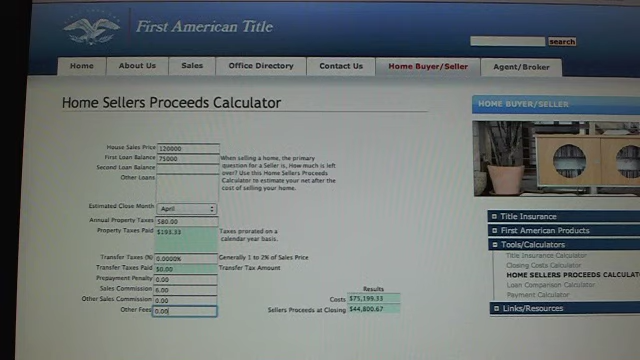 First American Title
search
Home About Us Sales Office Directory Contact Us Home Buyer/Seller Agent/Broker
Home Sellers Proceeds Calculator
HOME BUYER/SELLER
House Sales Price 120000
First Loan Balance 75000
Second Loan Balance
Other Loans
When selling a home, the primary
question for a Seller is, How much is left
over? Use this Home Sellers Proceeds
Calculator to estimate your net after the
cost of selling your home.
Estimated Close Month April
Annual Property Taxes 580.00
Property Taxes Paid $193.33 Taxes prorated on a
calendar year basis.
Transfer Taxes (%) 0.0000% Generally 1 to 2% of Sales Price
Transfer Taxes Paid $0.00 Transfer Tax Amount
Prepayment Penalty 0.00
Sales Commission 6.00
Other Sales Commission 0.00
Other Fees 0.00
Results
Costs $75,199.33
Sellers Proceeds at Closing $44,800.67
Title Insurance
First American Products
Tools/Calculators
Title Insurance Calculator
Closing Costs Calculator
HOME SELLERS PROCEEDS CALCULAT
Loan Comparison Calculator
Payment Calculator
Links/Resources